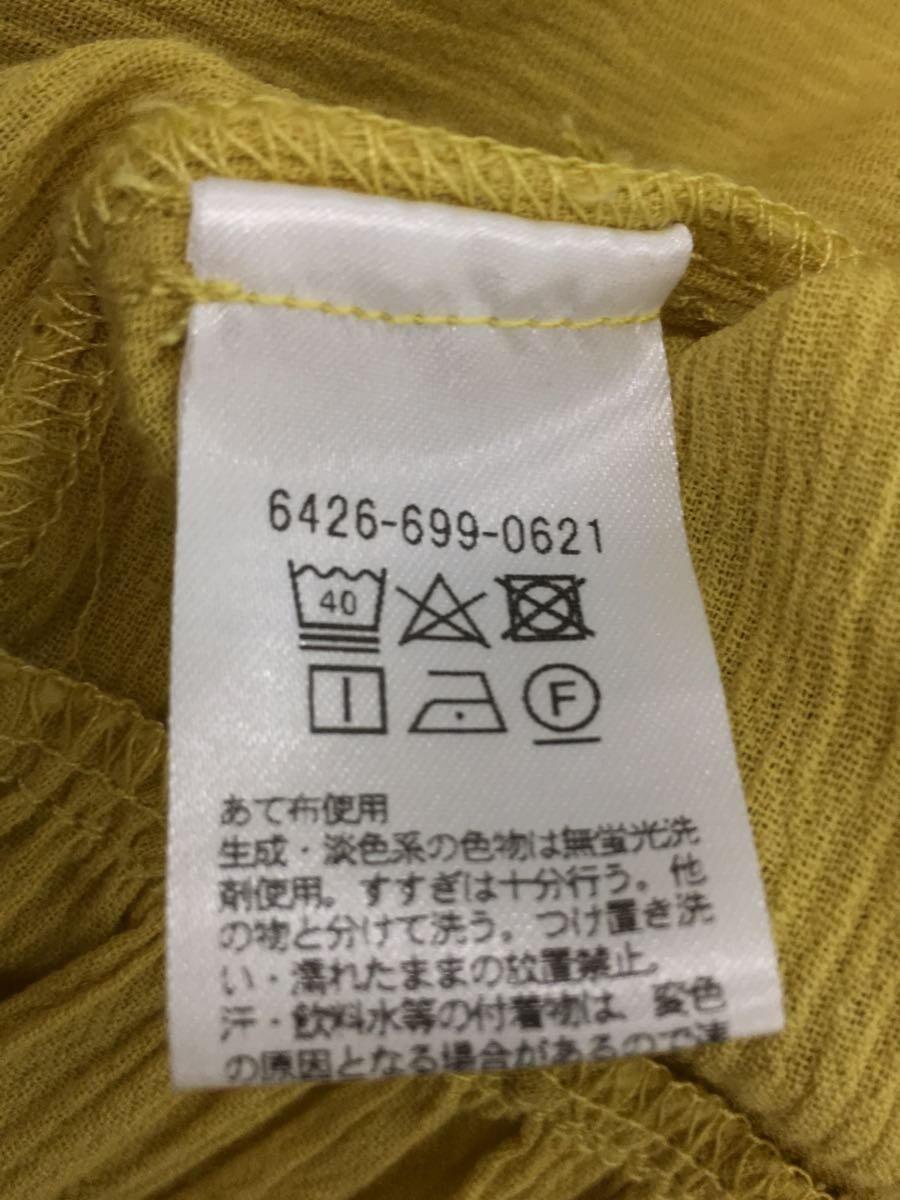 6426-699-0621
40
F
あて布使用
生成・淡色系の色物は無蛍光洗
剤使用。すすぎは十分行う。他
の物と分けて洗う。つけ置き洗
い・濡れたままの放置禁止。
汗・飲料水等の付着物は、変色
の原因となる場合があるので